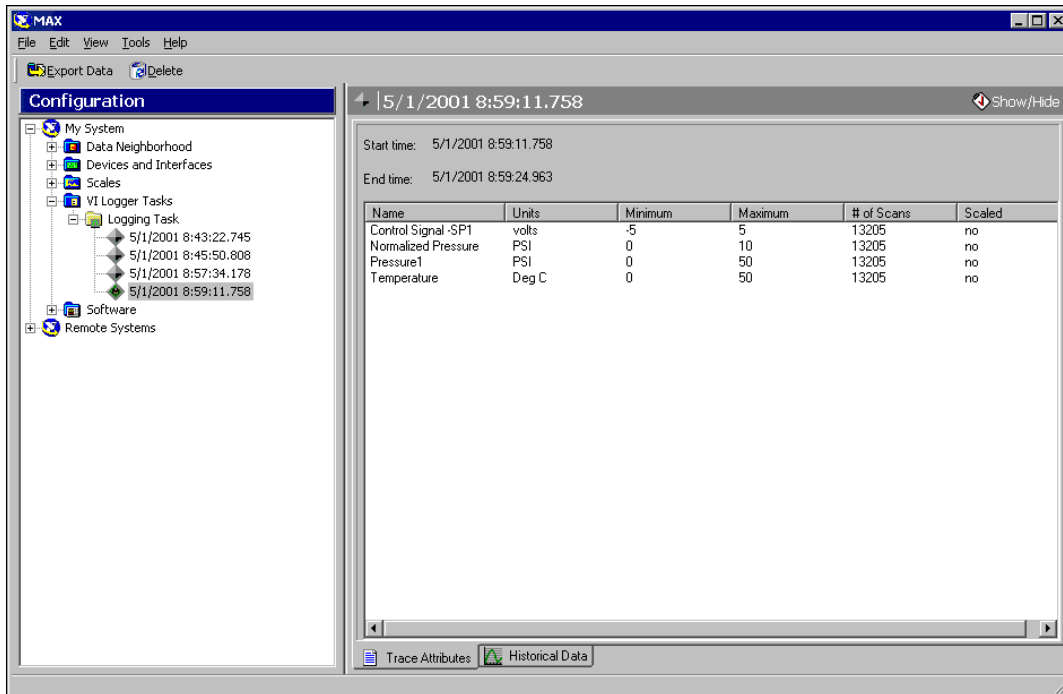 MAX
File Edit View Tools Help
Export Data Delete
Configuration
My System
Data Neighborhood
Devices and Interfaces
Scales
VI Logger Tasks
Logging Task
5/1/2001 8:43:22.745
5/1/2001 8:45:50.808
5/1/2001 8:57:34.178
5/1/2001 8:59:11.758
Software
Remote Systems
5/1/2001 8:59:11.758 Show/Hide
Start time: 5/1/2001 8:59:11.758
End time: 5/1/2001 8:59:24.963
Name Units Minimum Maximum # of Scans Scaled
Control Signal -SP1 volts -5 5 13205 no
Normalized Pressure PSI 0 10 13205 no
Pressure1 PSI 0 50 13205 no
Temperature Deg C 0 50 13205 no
Trace Attributes Historical Data